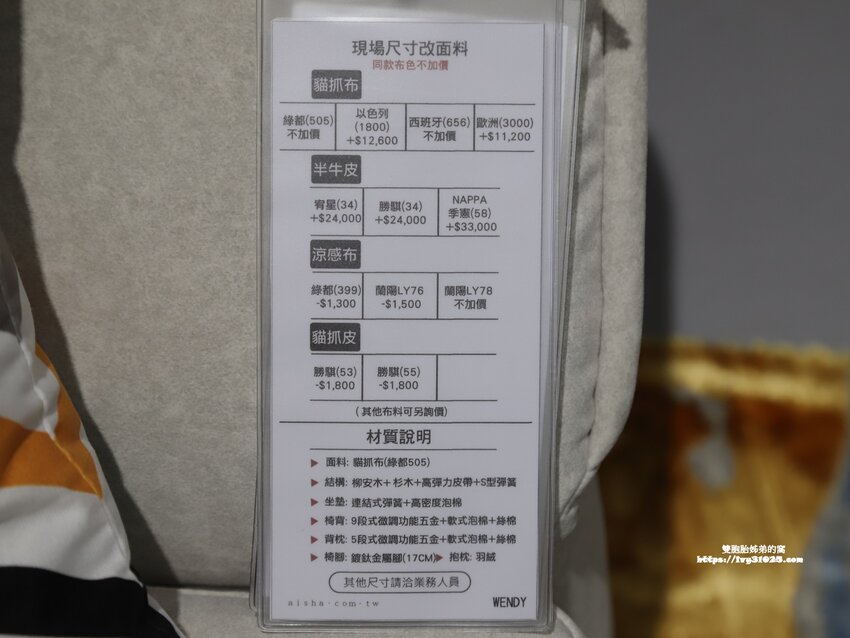 現場尺寸改面料
同款布色不加價
貓抓布
綠都(505)
不加價
以色列
(1800)
+$12,600
西班牙(656)
不加價
歐洲(3000)
+$11,200
半牛皮
宥星(34)
+$24,000
勝騏(34)
+$24,000
NAPPA
季憲(58)
+$33,000
涼感布
綠都(399)
-$1,300
蘭陽LY76
-$1,500
蘭陽LY78
不加價
貓抓皮
勝騏(53)
-$1,800
勝騏(55)
-$1,800
(其他布料可另詢價)
材質說明
▶ 面料: 貓抓布(綠都505)
▶ 結構: 柳安木+杉木+高彈力皮帶+S型彈簧
▶ 坐墊: 連結式彈簧+高密度泡棉
▶ 椅背: 9段式微調功能五金+軟式泡棉+絲棉
▶ 背枕: 5段式微調功能五金+軟式泡棉+絲棉
▶ 椅腳: 鍍鈦金屬腳(17CM)▶ 抱枕: 羽絨
其他尺寸請洽業務人員
aisha·com·tw
WENDY
雙胞胎姊弟的窩
https://ivy31025.com